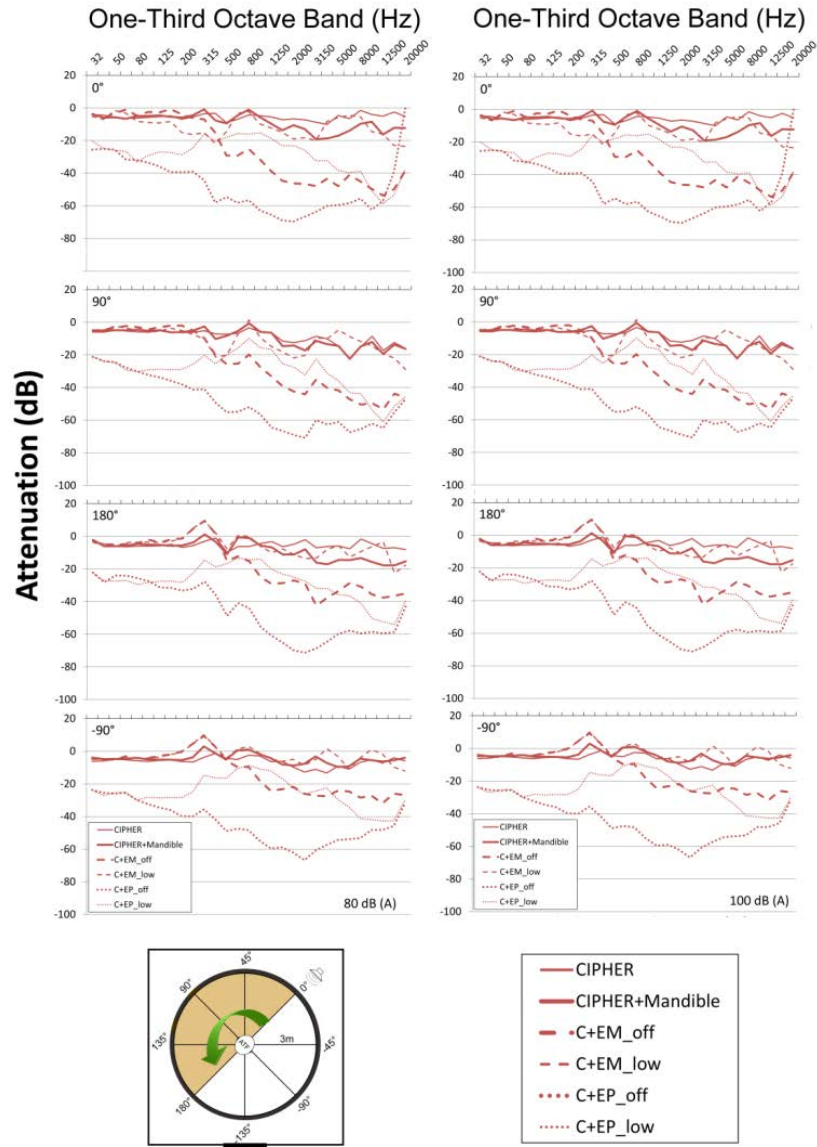 One-Third Octave Band (Hz) One-Third Octave Band (Hz)
32 50 80 125 200 315 500 800 1250 2000 3150 5000 8000 12500 20000
32 50 80 125 200 315 500 800 1250 2000 3150 5000 8000 12500 20000
Attenuation (dB)
20
0°
0
-20
-40
-60
-80
20
0°
0
-20
-40
-60
-80
-100
20
90°
0
-20
-40
-60
-80
-100
20
90°
0
-20
-40
-60
-80
-100
20
180°
0
-20
-40
-60
-80
-100
20
180°
0
-20
-40
-60
-80
-100
20
-90°
0
-20
-40
-60
-80
-100
CIPHER
CIPHER+Mandible
C+EM_off
C+EM_low
C+EP_off
C+EP_low
80 dB (A)
20
-90°
0
-20
-40
-60
-80
-100
CIPHER
CIPHER+Mandible
C+EM_off
C+EM_low
C+EP_off
C+EP_low
100 dB (A)
45°
90°
0°
135°
ATF
3m
-45°
180°
-90°
-135°
CIPHER
CIPHER+Mandible
C+EM_off
C+EM_low
C+EP_off
C+EP_low